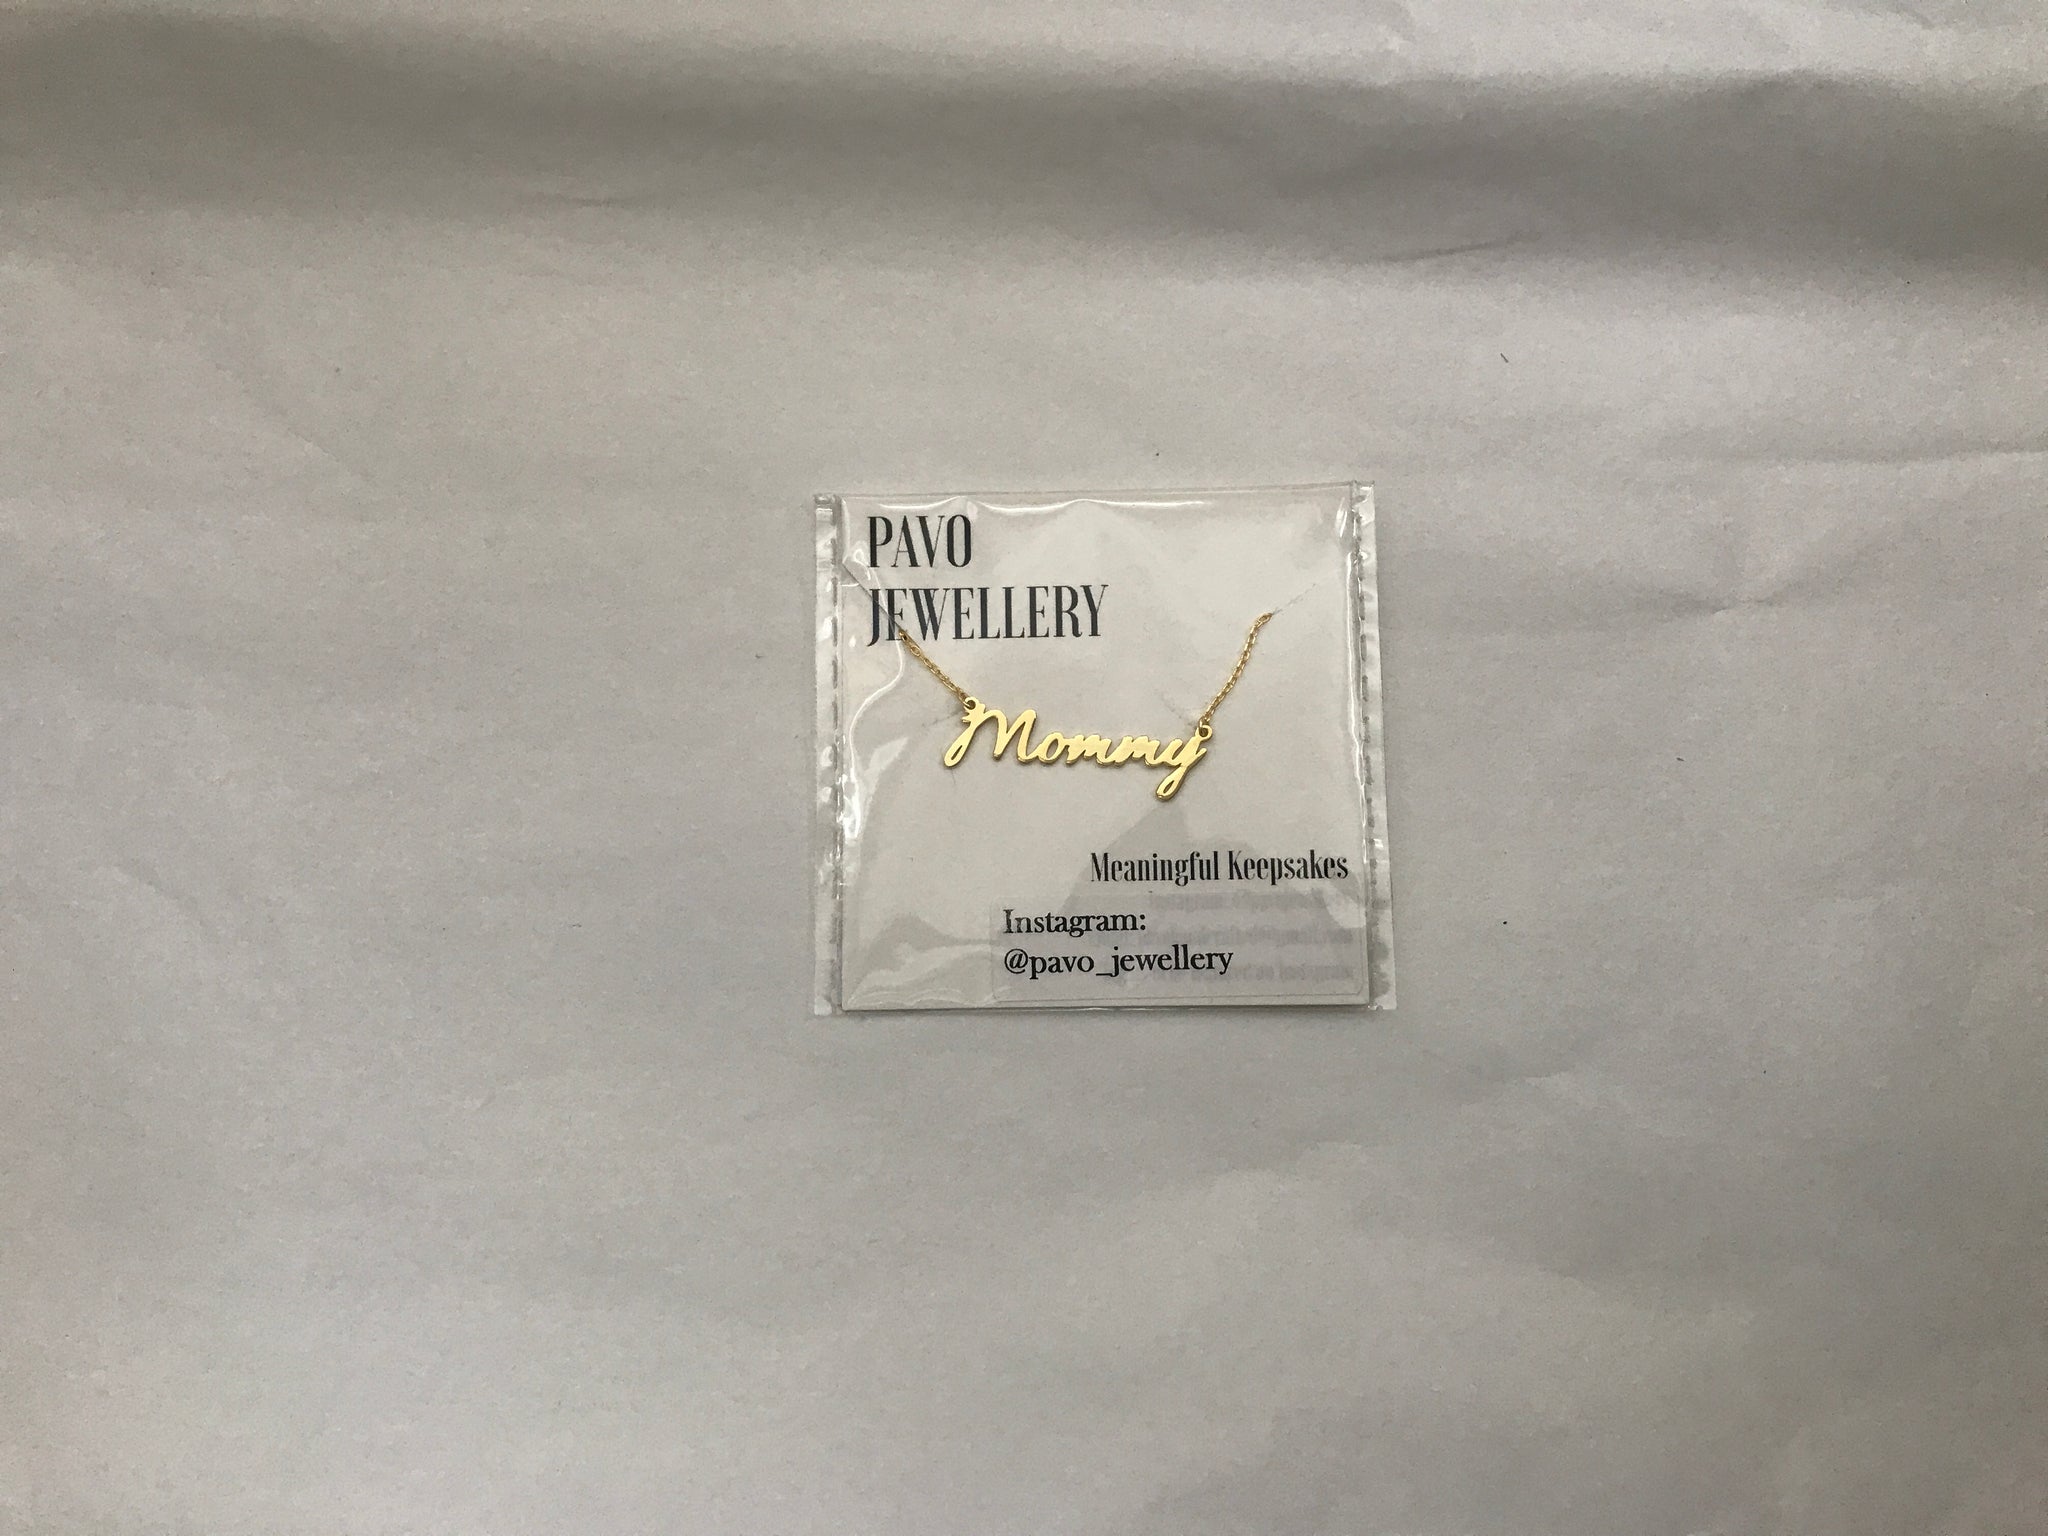 PAVO
JEWELLERY
Mommy
Meaningful Keepsakes
Instagram:
@pavo_jewellery